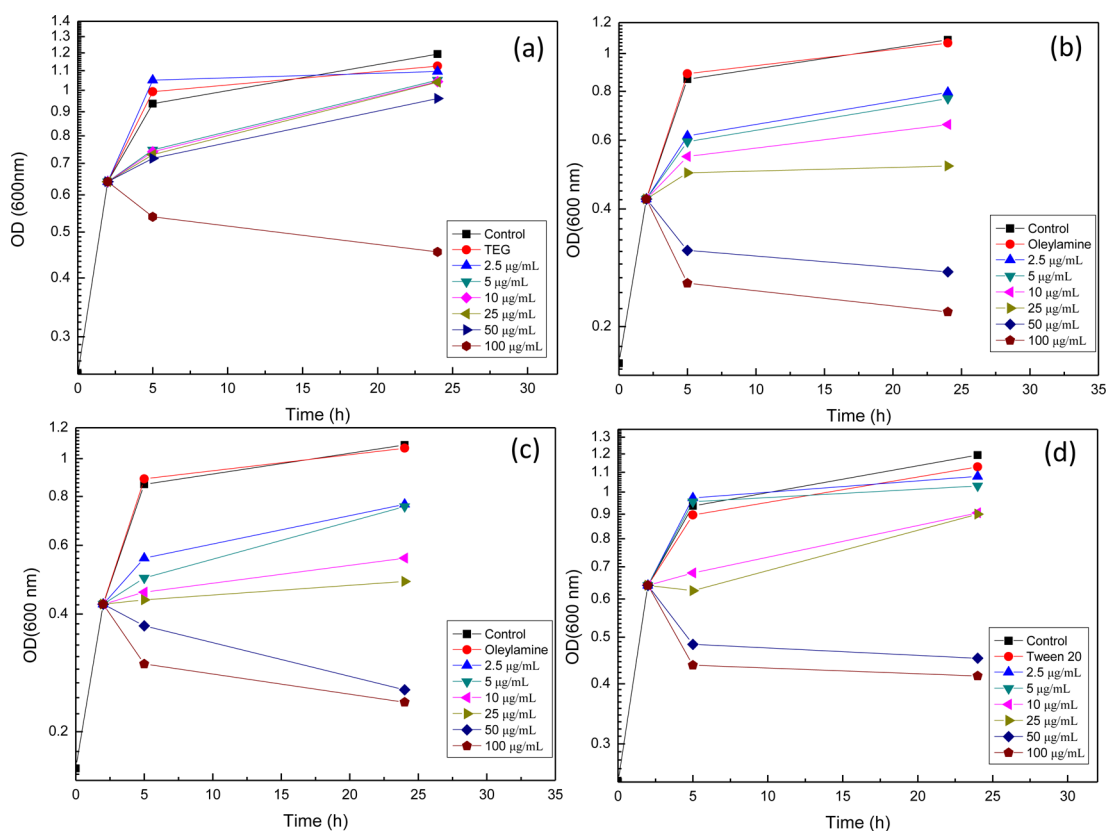 (a)
1.4
1.3
1.2
1.1
1
0.9
0.8
0.7
0.6
0.5
0.4
0.3
OD (600nm)
0 5 10 15 20 25 30
Time (h)
Control
TEG
2.5 µg/mL
5 µg/mL
10 µg/mL
25 µg/mL
50 µg/mL
100 µg/mL
(b)
1.2
1
0.8
0.6
0.4
0.2
OD(600 nm)
0 5 10 15 20 25 30 35
Time (h)
Control
Oleylamine
2.5 µg/mL
5 µg/mL
10 µg/mL
25 µg/mL
50 µg/mL
100 µg/mL
(c)
1.2
1
0.8
0.6
0.4
0.2
OD(600 nm)
0 5 10 15 20 25 30 35
Time (h)
Control
Oleylamine
2.5 µg/mL
5 µg/mL
10 µg/mL
25 µg/mL
50 µg/mL
100 µg/mL
(d)
1.3
1.2
1.1
1
0.9
0.8
0.7
0.6
0.5
0.4
0.3
OD(600 nm)
0 5 10 15 20 25 30
Time (h)
Control
Tween 20
2.5 µg/mL
5 µg/mL
10 µg/mL
25 µg/mL
50 µg/mL
100 µg/mL